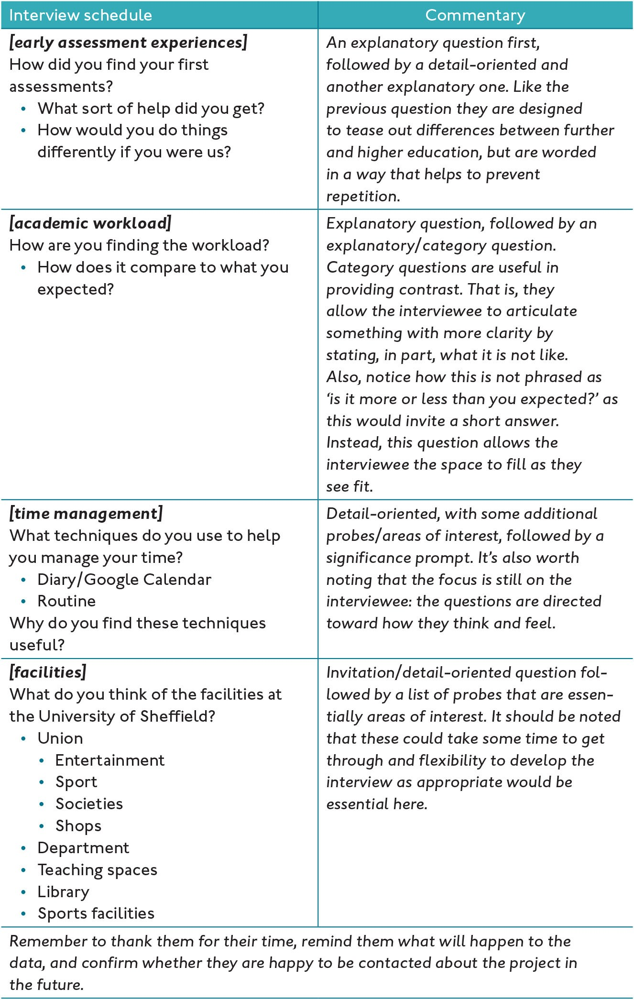 Interview schedule
Commentary
[early assessment experiences]
How did you find your first
assessments?
• What sort of help did you get?
• How would you do things
differently if you were us?
An explanatory question first,
followed by a detail-oriented and
another explanatory one. Like the
previous question they are designed
to tease out differences between further
and higher education, but are worded
in a way that helps to prevent
repetition.
[academic workload]
How are you finding the workload?
• How does it compare to what you
expected?
Explanatory question, followed by an
explanatory/category question.
Category questions are useful in
providing contrast. That is, they
allow the interviewee to articulate
something with more clarity by
stating, in part, what it is not like.
Also, notice how this is not phrased as
‘is it more or less than you expected?’ as
this would invite a short answer.
Instead, this question allows the
interviewee the space to fill as they
see fit.
[time management]
What techniques do you use to help
you manage your time?
• Diary/Google Calendar
• Routine
Why do you find these techniques
useful?
Detail-oriented, with some additional
probes/areas of interest, followed by a
significance prompt. It’s also worth
noting that the focus is still on the
interviewee: the questions are directed
toward how they think and feel.
[facilities]
What do you think of the facilities at
the University of Sheffield?
• Union
• Entertainment
• Sport
• Societies
• Shops
• Department
• Teaching spaces
• Library
• Sports facilities
Invitation/detail-oriented question fol-
lowed by a list of probes that are essen-
tially areas of interest. It should be noted
that these could take some time to get
through and flexibility to develop the
interview as appropriate would be
essential here.
Remember to thank them for their time, remind them what will happen to the
data, and confirm whether they are happy to be contacted about the project in
the future.